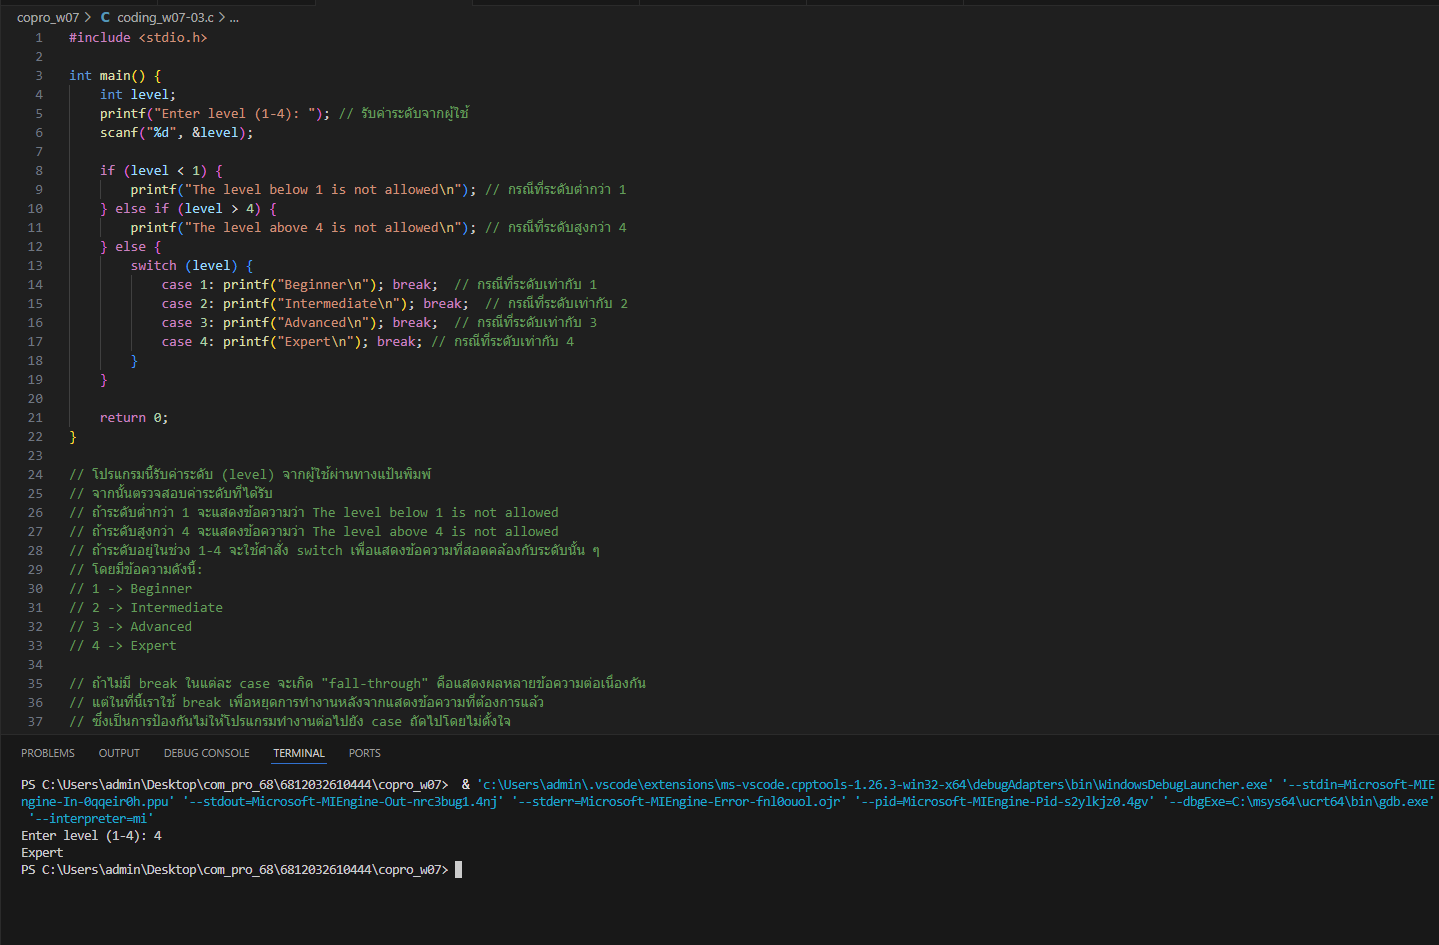 copro_w07 > C coding_w07-03.c > ...
1 #include <stdio.h>
2
3 int main() {
4     int level;
5     printf("Enter level (1-4): "); // รับค่าระดับจากผู้ใช้
6     scanf("%d", &level);
7
8     if (level < 1) {
9         printf("The level below 1 is not allowed\n"); // กรณีที่ระดับต่ำกว่า 1
10     } else if (level > 4) {
11         printf("The level above 4 is not allowed\n"); // กรณีที่ระดับสูงกว่า 4
12     } else {
13         switch (level) {
14             case 1: printf("Beginner\n"); break;  // กรณีที่ระดับเท่ากับ 1
15             case 2: printf("Intermediate\n"); break;  // กรณีที่ระดับเท่ากับ 2
16             case 3: printf("Advanced\n"); break;  // กรณีที่ระดับเท่ากับ 3
17             case 4: printf("Expert\n"); break; // กรณีที่ระดับเท่ากับ 4
18         }
19     }
20
21     return 0;
22 }
23
24 // โปรแกรมนี้รับค่าระดับ (level) จากผู้ใช้ผ่านทางแป้นพิมพ์
25 // จากนั้นตรวจสอบค่าระดับที่ได้รับ
26 // ถ้าระดับต่ำกว่า 1 จะแสดงข้อความว่า The level below 1 is not allowed
27 // ถ้าระดับสูงกว่า 4 จะแสดงข้อความว่า The level above 4 is not allowed
28 // ถ้าระดับอยู่ในช่วง 1-4 จะใช้คำสั่ง switch เพื่อแสดงข้อความที่สอดคล้องกับระดับนั้น ๆ
29 // โดยมีข้อความดังนี้:
30 // 1 -> Beginner
31 // 2 -> Intermediate
32 // 3 -> Advanced
33 // 4 -> Expert
34
35 // ถ้าไม่มี break ในแต่ละ case จะเกิด "fall-through" คือแสดงผลหลายข้อความต่อเนื่องกัน
36 // แต่ในที่นี้เราใช้ break เพื่อหยุดการทำงานหลังจากแสดงข้อความที่ต้องการแล้ว
37 // ซึ่งเป็นการป้องกันไม่ให้โปรแกรมทำงานต่อไปยัง case ถัดไปโดยไม่ตั้งใจ
PROBLEMS OUTPUT DEBUG CONSOLE TERMINAL PORTS
PS C:\Users\admin\Desktop\com_pro_68\6812032610444\copro_w07>  & 'c:\Users\admin\.vscode\extensions\ms-vscode.cpptools-1.26.3-win32-x64\debugAdapters\bin\WindowsDebugLauncher.exe' '--stdin=Microsoft-MIE
ngine-In-0qqeir0h.ppu' '--stdout=Microsoft-MIEngine-Out-nrc3bug1.4nj' '--stderr=Microsoft-MIEngine-Error-fnl0ouol.ojr' '--pid=Microsoft-MIEngine-Pid-s2ylkjz0.4gv' '--dbgExe=C:\msys64\ucrt64\bin\gdb.exe'
'--interpreter=mi'
Enter level (1-4): 4
Expert
PS C:\Users\admin\Desktop\com_pro_68\6812032610444\copro_w07>